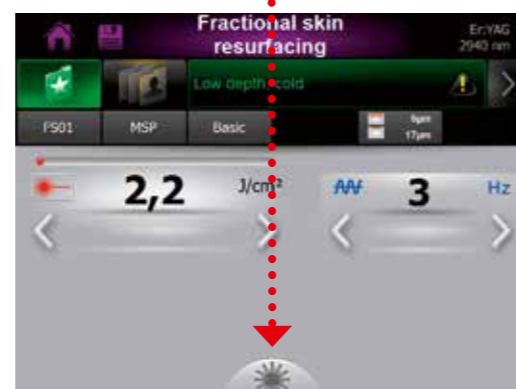 Fractional skin
resurfacing
Er:YAG
2940 nm
Low depth, cold
FS01 MSP Basic
5µm
17µm
2,2 J/cm² 3 Hz